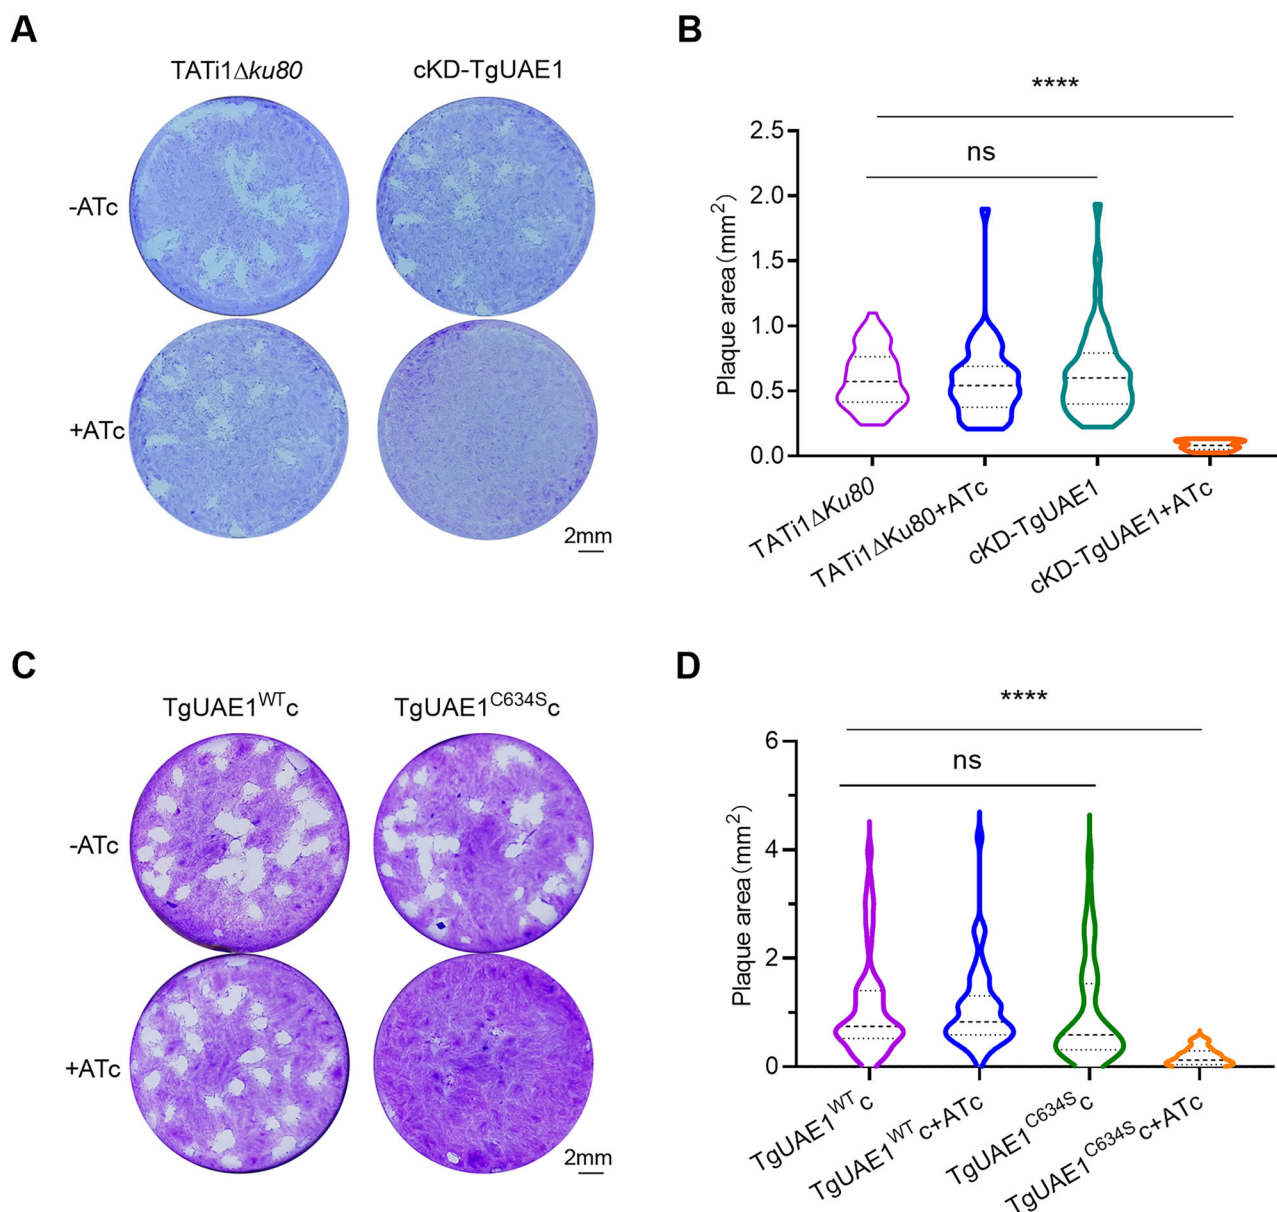 A
TATi1Δku80
cKD-TgUAE1
-ATc
+ATc
2mm
B
****
ns
2.5
2.0
1.5
1.0
0.5
0.0
Plaque area(mm²)
TATi1ΔKu80
TATi1ΔKu80+ATc
cKD-TgUAE1
cKD-TgUAE1+ATc
C
TgUAE1ᵂᵀc
TgUAE1ꟲ⁶³⁴ˢc
-ATc
+ATc
2mm
D
****
ns
6
4
2
0
Plaque area(mm²)
TgUAE1ᵂᵀc
TgUAE1ᵂᵀc+ATc
TgUAE1ꟲ⁶³⁴ˢc
TgUAE1ꟲ⁶³⁴ˢc+ATc